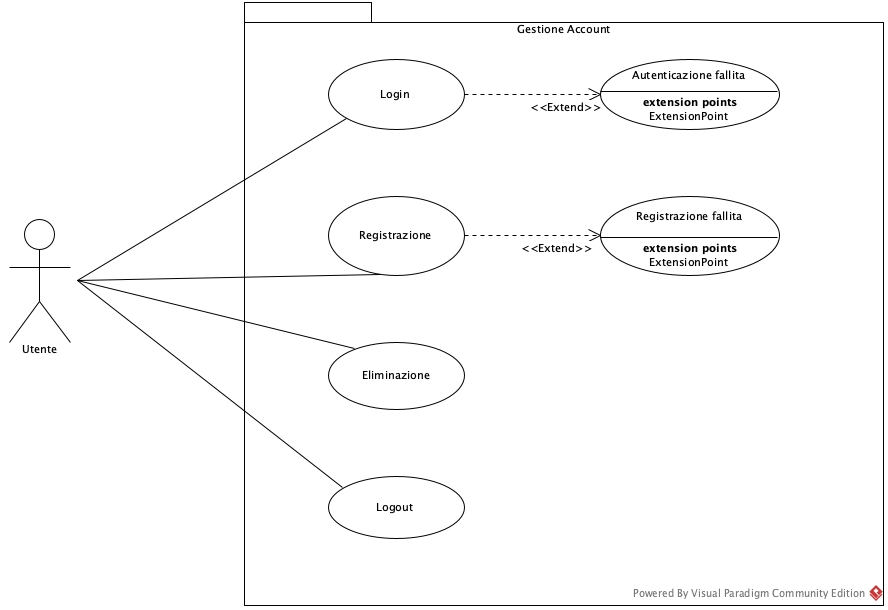 Gestione Account
Login
<<Extend>>
Autenticazione fallita
extension points
ExtensionPoint
Registrazione
<<Extend>>
Registrazione fallita
extension points
ExtensionPoint
Utente
Eliminazione
Logout
Powered By Visual Paradigm Community Edition